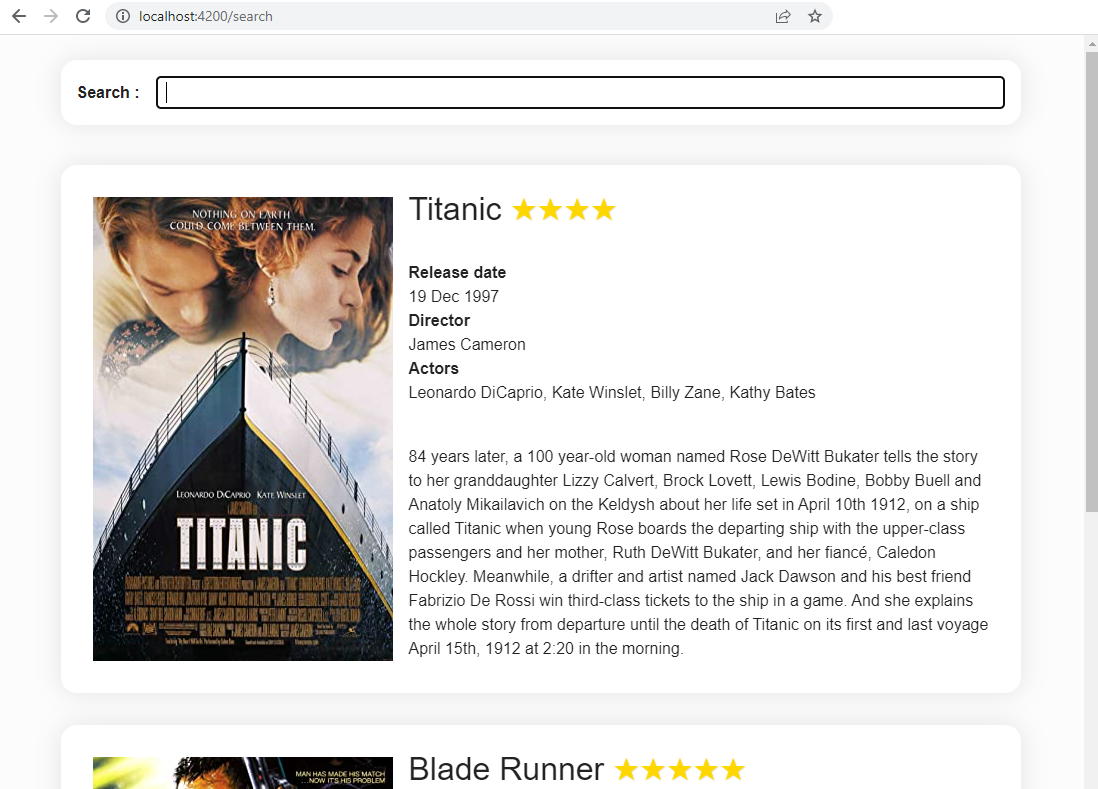 localhost:4200/search
Search :
NOTHING ON EARTH
COULD COME BETWEEN THEM.
LEONARDO DICAPRIO KATE WINSLET
TITANIC
Titanic ★★★★
Release date
19 Dec 1997
Director
James Cameron
Actors
Leonardo DiCaprio, Kate Winslet, Billy Zane, Kathy Bates
84 years later, a 100 year-old woman named Rose DeWitt Bukater tells the story
to her granddaughter Lizzy Calvert, Brock Lovett, Lewis Bodine, Bobby Buell and
Anatoly Mikailavich on the Keldysh about her life set in April 10th 1912, on a ship
called Titanic when young Rose boards the departing ship with the upper-class
passengers and her mother, Ruth DeWitt Bukater, and her fiancé, Caledon
Hockley. Meanwhile, a drifter and artist named Jack Dawson and his best friend
Fabrizio De Rossi win third-class tickets to the ship in a game. And she explains
the whole story from departure until the death of Titanic on its first and last voyage
April 15th, 1912 at 2:20 in the morning.
MAN HAS MADE HIS MATCH
...NOW IT'S HIS PROBLEM
Blade Runner ★★★★★